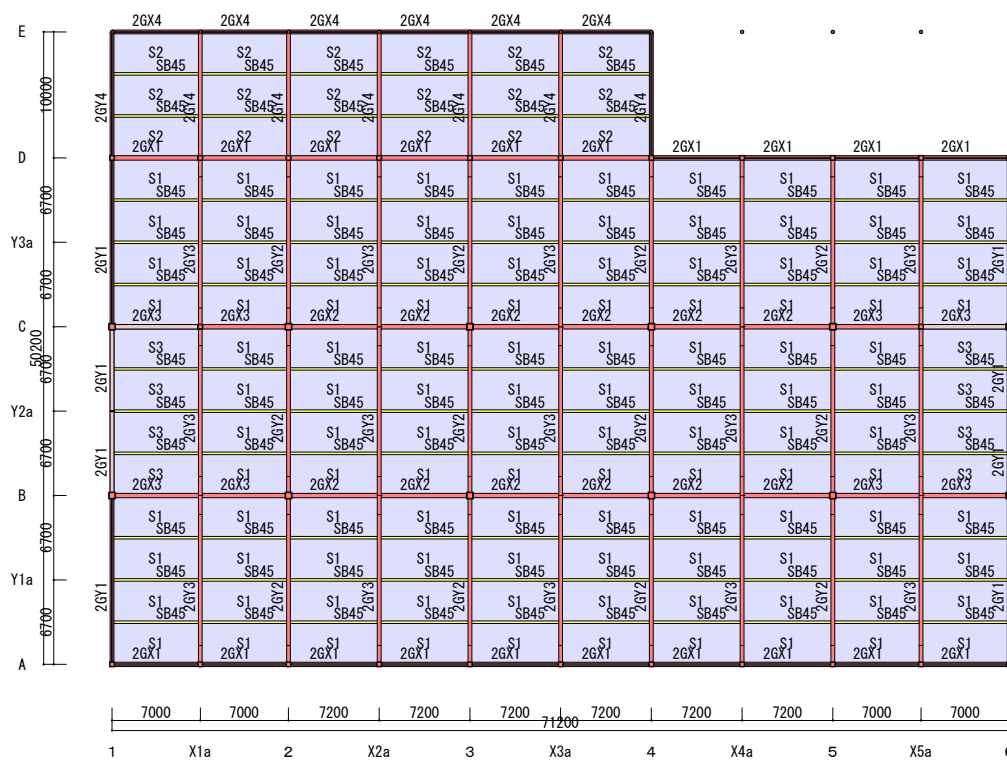 2GX4 2GX4 2GX4 2GX4 2GX4 2GX4
E
S2 S2 S2 S2 S2 S2
SB45 SB45 SB45 SB45 SB45 SB45
10000
2GY4 2GY4 2GY4 2GY4
S2 S2 S2 S2 S2 S2
SB45 SB45 SB45 SB45 SB45 SB45
S2 S2 S2 S2 S2 S2
2GX1 2GX1 2GX1 2GX1 2GX1 2GX1 2GX1 2GX1 2GX1 2GX1
D
S1 S1 S1 S1 S1 S1 S1 S1 S1 S1
SB45 SB45 SB45 SB45 SB45 SB45 SB45 SB45 SB45 SB45
6700
S1 S1 S1 S1 S1 S1 S1 S1 S1 S1
SB45 SB45 SB45 SB45 SB45 SB45 SB45 SB45 SB45 SB45
Y3a
2GY1 2GY3 2GY2 2GY3 2GY2 2GY3 2GY2 2GY3 2GY2 2GY3 2GY1
S1 S1 S1 S1 S1 S1 S1 S1 S1 S1
SB45 SB45 SB45 SB45 SB45 SB45 SB45 SB45 SB45 SB45
6700
S1 S1 S1 S1 S1 S1 S1 S1 S1 S1
2GX3 2GX3 2GX2 2GX2 2GX2 2GX2 2GX2 2GX2 2GX3 2GX3
C
50200
S3 S1 S1 S1 S1 S1 S1 S1 S1 S3
SB45 SB45 SB45 SB45 SB45 SB45 SB45 SB45 SB45 SB45
6700
2GY1 2GY1
S3 S1 S1 S1 S1 S1 S1 S1 S1 S3
SB45 SB45 SB45 SB45 SB45 SB45 SB45 SB45 SB45 SB45
Y2a
2GY3 2GY2 2GY3 2GY2 2GY3 2GY2 2GY3 2GY2 2GY3
S3 S1 S1 S1 S1 S1 S1 S1 S1 S3
SB45 SB45 SB45 SB45 SB45 SB45 SB45 SB45 SB45 SB45
6700
2GY1 2GY1
S3 S1 S1 S1 S1 S1 S1 S1 S1 S3
2GX3 2GX3 2GX2 2GX2 2GX2 2GX2 2GX2 2GX2 2GX3 2GX3
B
S1 S1 S1 S1 S1 S1 S1 S1 S1 S1
SB45 SB45 SB45 SB45 SB45 SB45 SB45 SB45 SB45 SB45
6700
S1 S1 S1 S1 S1 S1 S1 S1 S1 S1
SB45 SB45 SB45 SB45 SB45 SB45 SB45 SB45 SB45 SB45
Y1a
2GY1 2GY3 2GY2 2GY3 2GY2 2GY3 2GY2 2GY3 2GY2 2GY3 2GY1
S1 S1 S1 S1 S1 S1 S1 S1 S1 S1
SB45 SB45 SB45 SB45 SB45 SB45 SB45 SB45 SB45 SB45
6700
S1 S1 S1 S1 S1 S1 S1 S1 S1 S1
2GX1 2GX1 2GX1 2GX1 2GX1 2GX1 2GX1 2GX1 2GX1 2GX1
A
7000 7000 7200 7200 7200 7200 7200 7200 7000 7000
71200
1 X1a 2 X2a 3 X3a 4 X4a 5 X5a